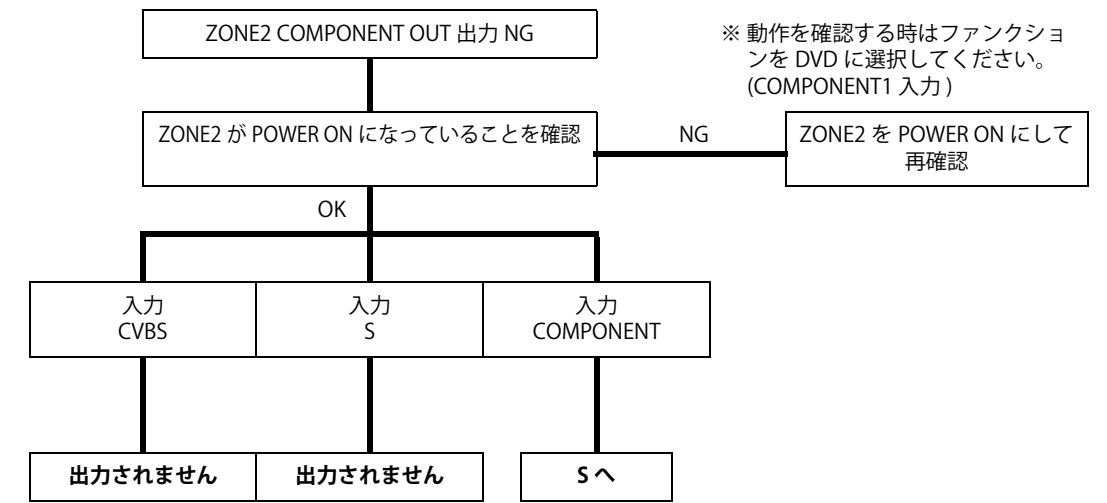 ZONE2 COMPONENT OUT 出力 NG
※ 動作を確認する時はファンクショ
ンを DVD に選択してください。
(COMPONENT1 入力 )
ZONE2 が POWER ON になっていることを確認
NG
ZONE2 を POWER ON にして
再確認
OK
入力
CVBS
入力
S
入力
COMPONENT
出力されません
出力されません
S へ